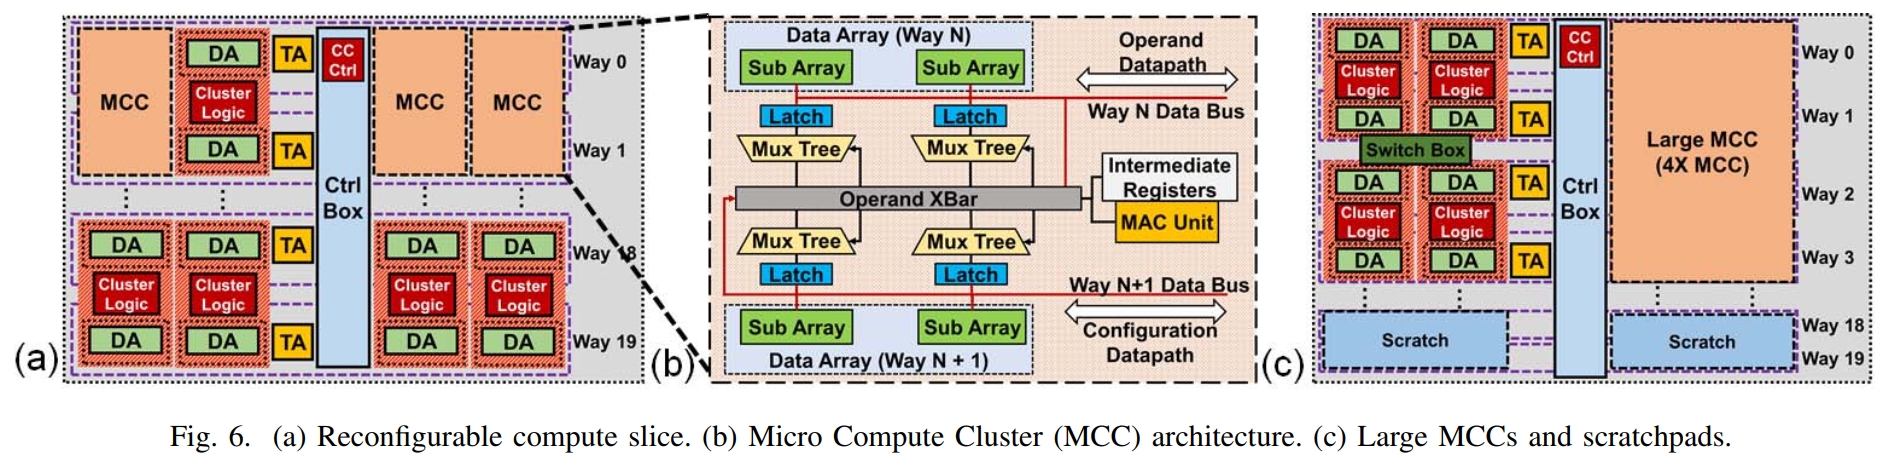 (a)
MCC
DA
Cluster
Logic
DA
TA
TA
CC
Ctrl
Ctrl
Box
MCC
MCC
Way 0
Way 1
DA
Cluster
Logic
DA
DA
Cluster
Logic
DA
TA
TA
DA
Cluster
Logic
DA
DA
Cluster
Logic
DA
Way 18
Way 19
(b)
Data Array (Way N)
Sub Array
Sub Array
Operand
Datapath
Way N Data Bus
Latch
Latch
Mux Tree
Mux Tree
Intermediate
Registers
Operand XBar
MAC Unit
Mux Tree
Mux Tree
Latch
Latch
Way N+1 Data Bus
Sub Array
Sub Array
Configuration
Datapath
Data Array (Way N + 1)
(c)
DA
DA
TA
Cluster
Logic
Cluster
Logic
DA
DA
TA
Switch Box
DA
DA
TA
Cluster
Logic
Cluster
Logic
DA
DA
TA
CC
Ctrl
Ctrl
Box
Large MCC
(4X MCC)
Way 0
Way 1
Way 2
Way 3
Scratch
Scratch
Way 18
Way 19
Fig. 6. (a) Reconfigurable compute slice. (b) Micro Compute Cluster (MCC) architecture. (c) Large MCCs and scratchpads.